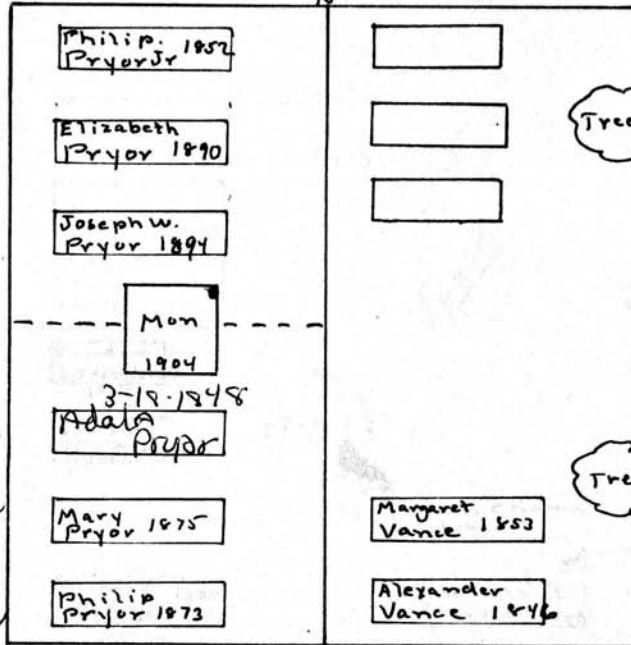 Philip. 1852
Pryor Jr
Elizabeth
Pryor 1890
Joseph W.
Pryor 1894
Mon
1904
3-18-1848
AdalA
Pryor
Mary 1875
Pryor
Philip
Pryor 1873
Tree
Tree
Margaret
Vance 1853
Alexander
Vance 1846